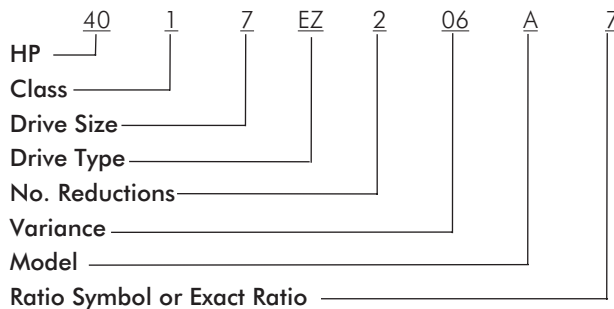 40 1 7 EZ 2 06 A 7
HP
Class
Drive Size
Drive Type
No. Reductions
Variance
Model
Ratio Symbol or Exact Ratio